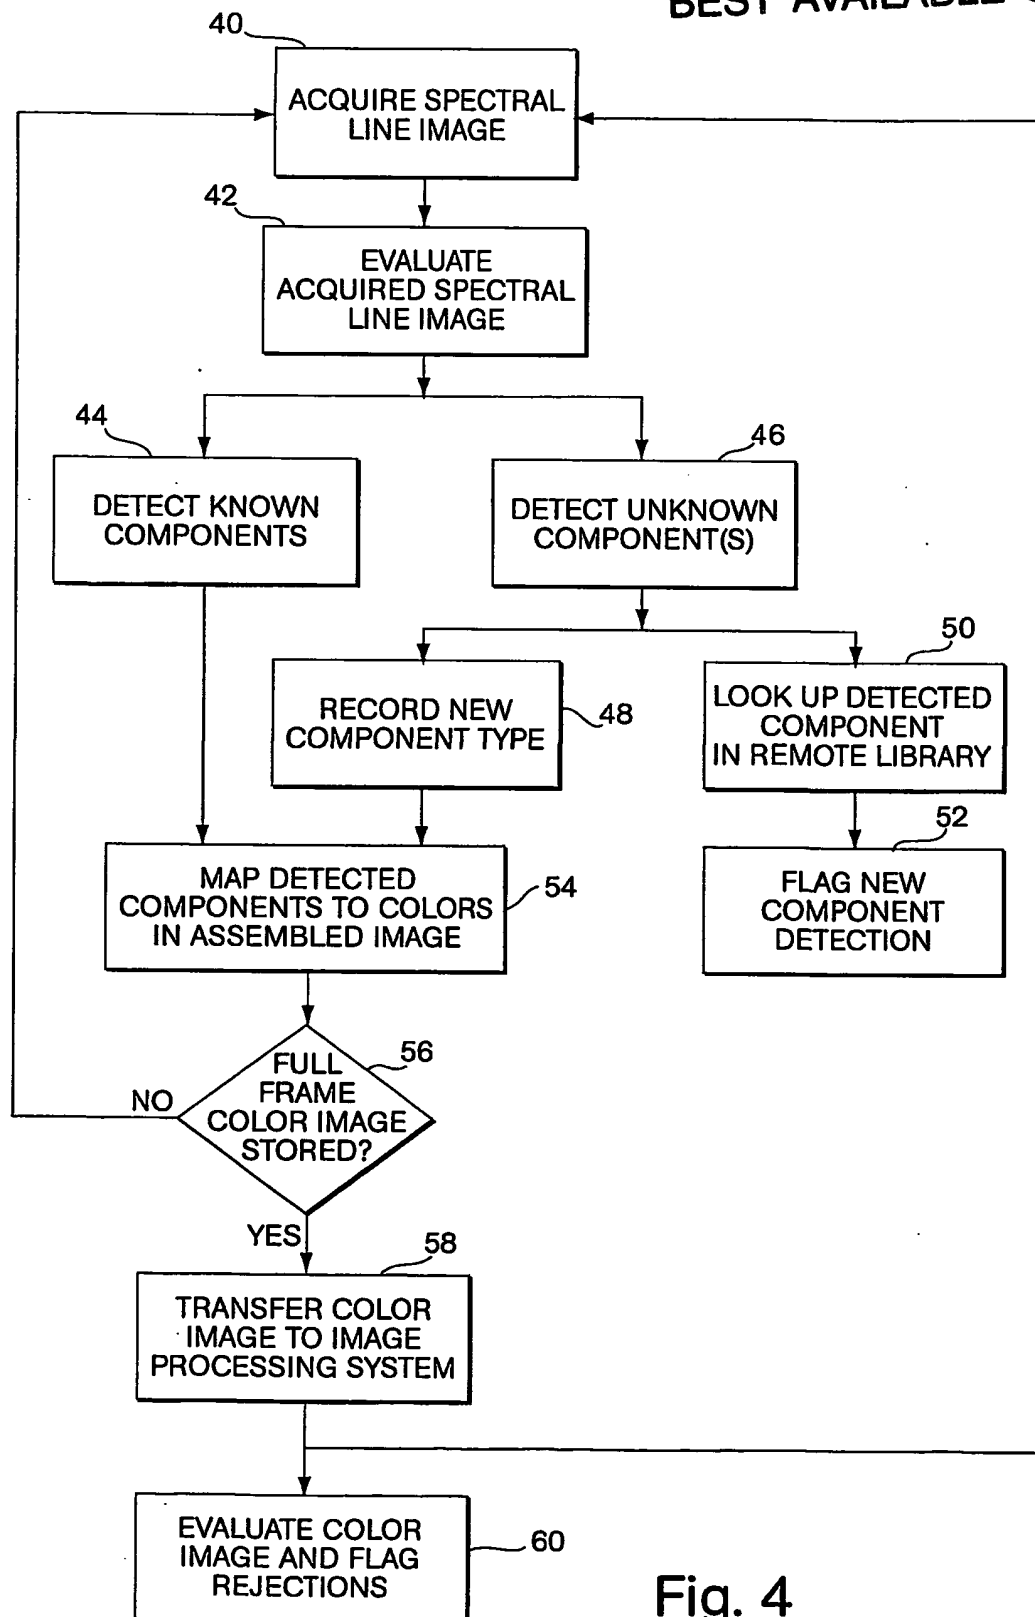 BEST AVAILABLE
40
ACQUIRE SPECTRAL
LINE IMAGE
42
EVALUATE
ACQUIRED SPECTRAL
LINE IMAGE
44
DETECT KNOWN
COMPONENTS
46
DETECT UNKNOWN
COMPONENT(S)
48
RECORD NEW
COMPONENT TYPE
50
LOOK UP DETECTED
COMPONENT
IN REMOTE LIBRARY
52
FLAG NEW
COMPONENT
DETECTION
54
MAP DETECTED
COMPONENTS TO COLORS
IN ASSEMBLED IMAGE
56
FULL
FRAME
COLOR IMAGE
STORED?
NO
YES
58
TRANSFER COLOR
IMAGE TO IMAGE
PROCESSING SYSTEM
60
EVALUATE COLOR
IMAGE AND FLAG
REJECTIONS
Fig. 4